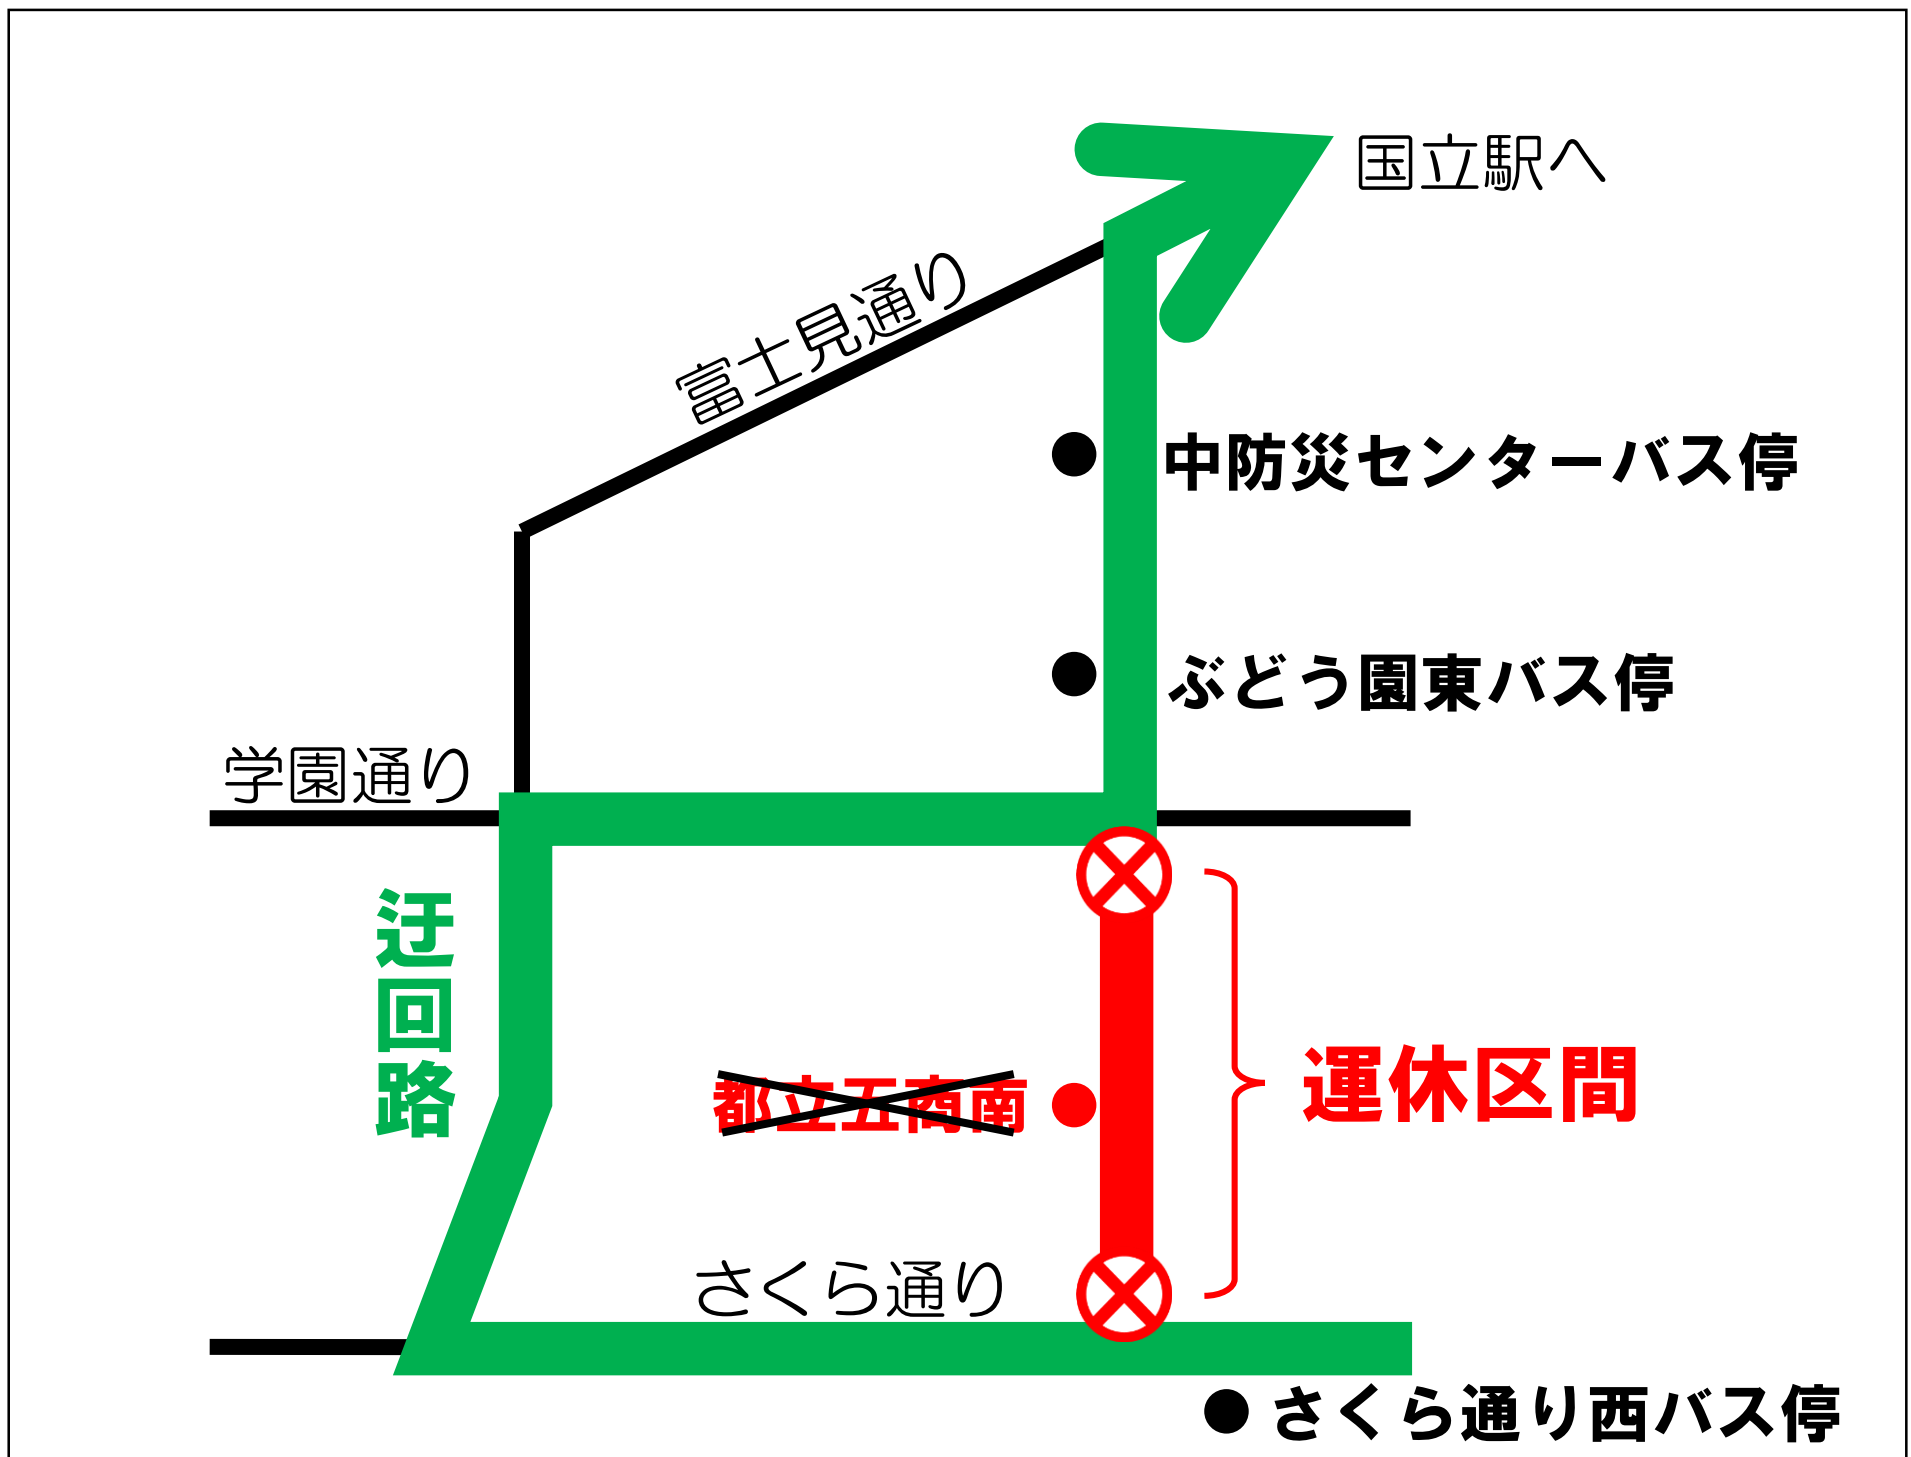 国立駅へ
富士見通り
中防災センターバス停
ぶどう園東バス停
学園通り
迂回路
運休区間
都立五商南
さくら通り
さくら通り西バス停